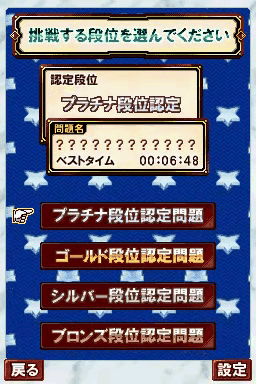 挑戦する段位を選んでください
認定段位
プラチナ段位認定
問題名
？？？？？？？？？？？？
ベストタイム 00:06:48
プラチナ段位認定問題
ゴールド段位認定問題
シルバー段位認定問題
ブロンズ段位認定問題
戻る
設定